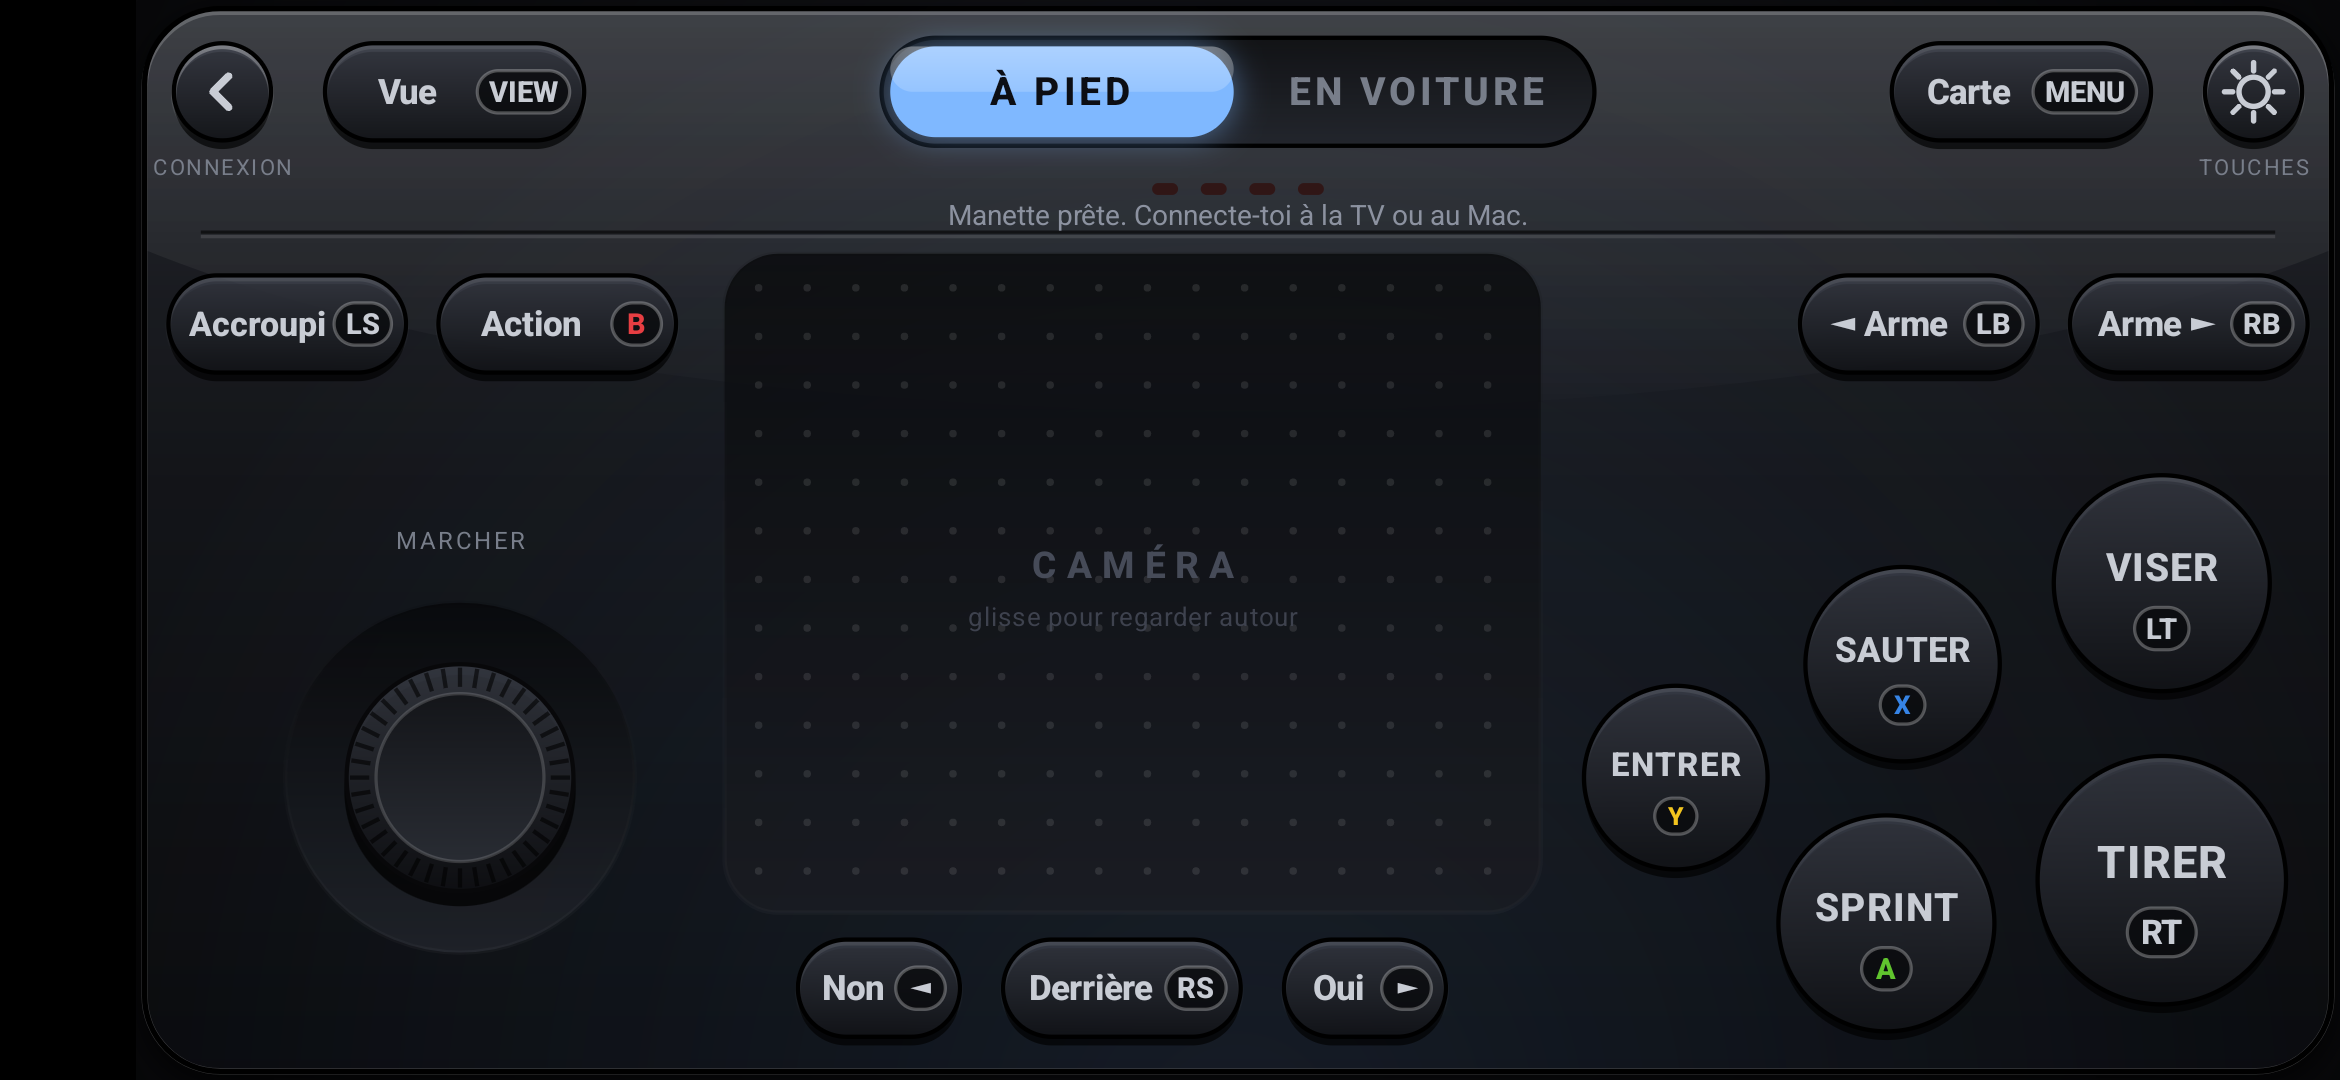 Vue VIEW
À PIED
EN VOITURE
Carte MENU
CONNEXION
TOUCHES
Manette prête. Connecte-toi à la TV ou au Mac.
Accroupi LS
Action B
◄ Arme LB
Arme ► RB
MARCHER
CAMÉRA
glisse pour regarder autour
VISER
LT
SAUTER
X
ENTRER
Y
TIRER
RT
SPRINT
A
Non ◄
Derrière RS
Oui ►